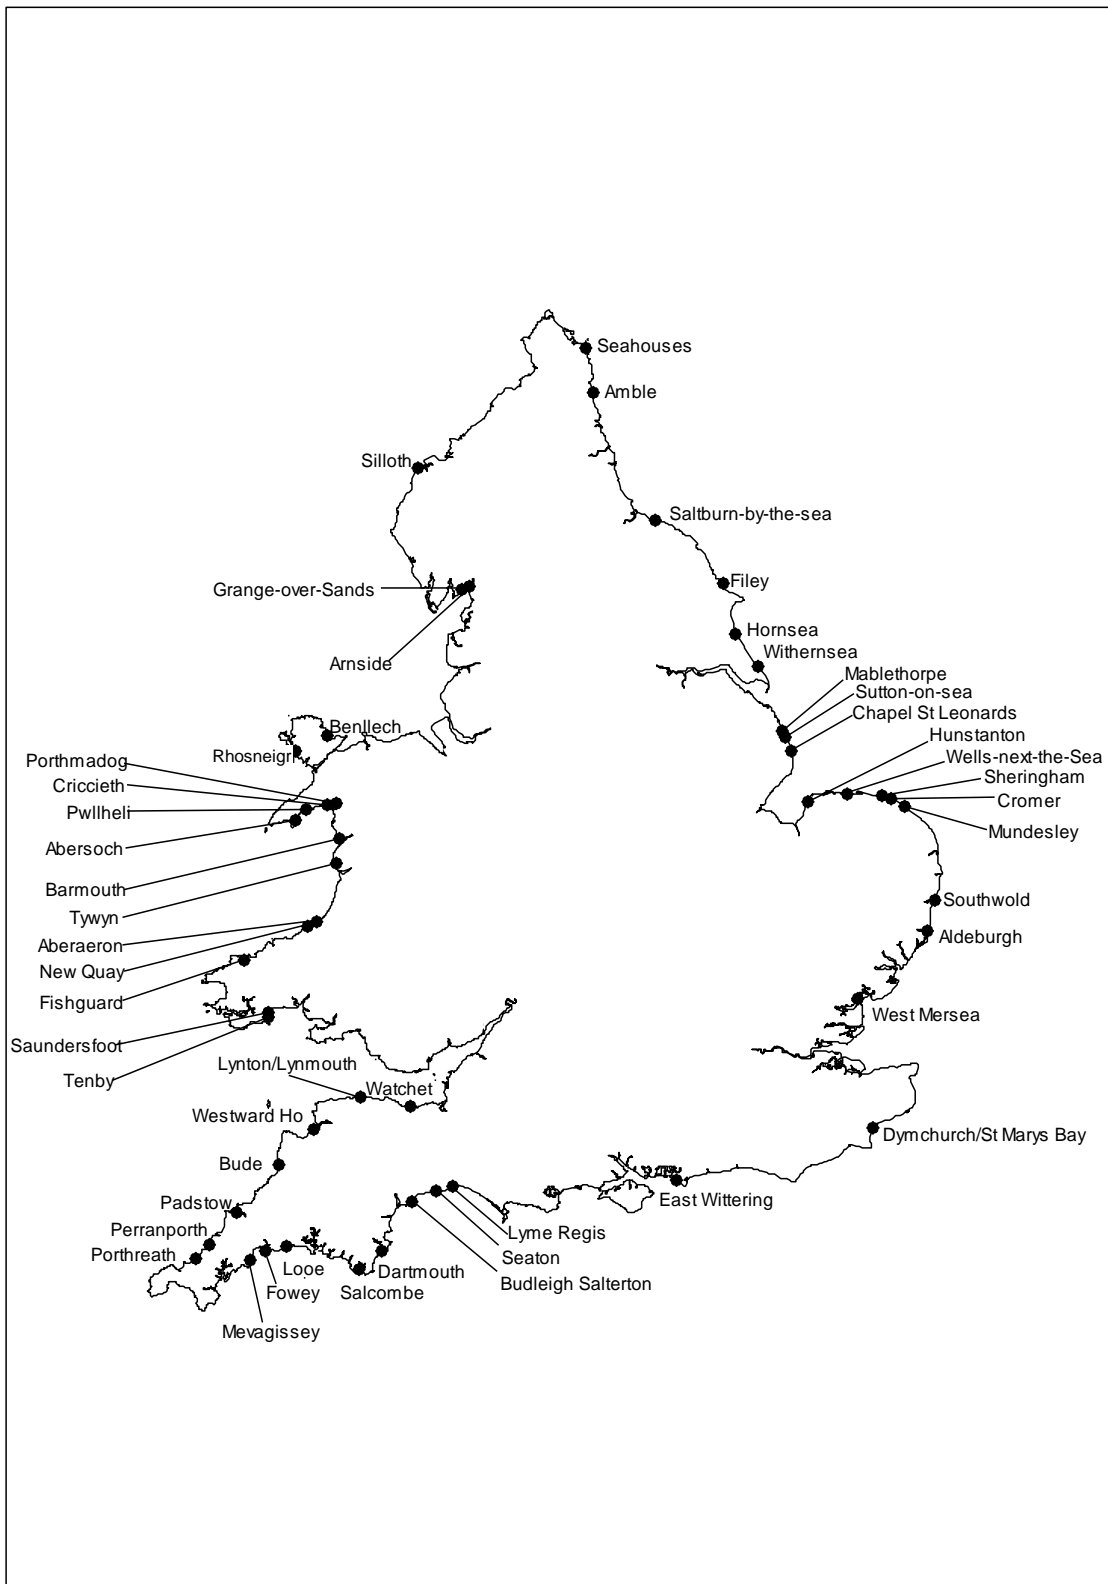 Seahouses
Amble
Silloth
Saltburn-by-the-sea
Filey
Grange-over-Sands
Hornsea
Withernsea
Arnside
Mablethorpe
Sutton-on-sea
Chapel St Leonards
Benllech
Hunstanton
Rhosneigr
Wells-next-the-Sea
Porthmadog
Sheringham
Criccieth
Cromer
Pwllheli
Mundesley
Abersoch
Barmouth
Southwold
Tywyn
Aldeburgh
Aberaeron
New Quay
Fishguard
West Mersea
Saundersfoot
Lynton/Lynmouth
Tenby
Watchet
Westward Ho
Dymchurch/St Marys Bay
Bude
Padstow
East Wittering
Perranporth
Lyme Regis
Porthreath
Looe
Dartmouth
Seaton
Fowey
Salcombe
Budleigh Salterton
Mevagissey